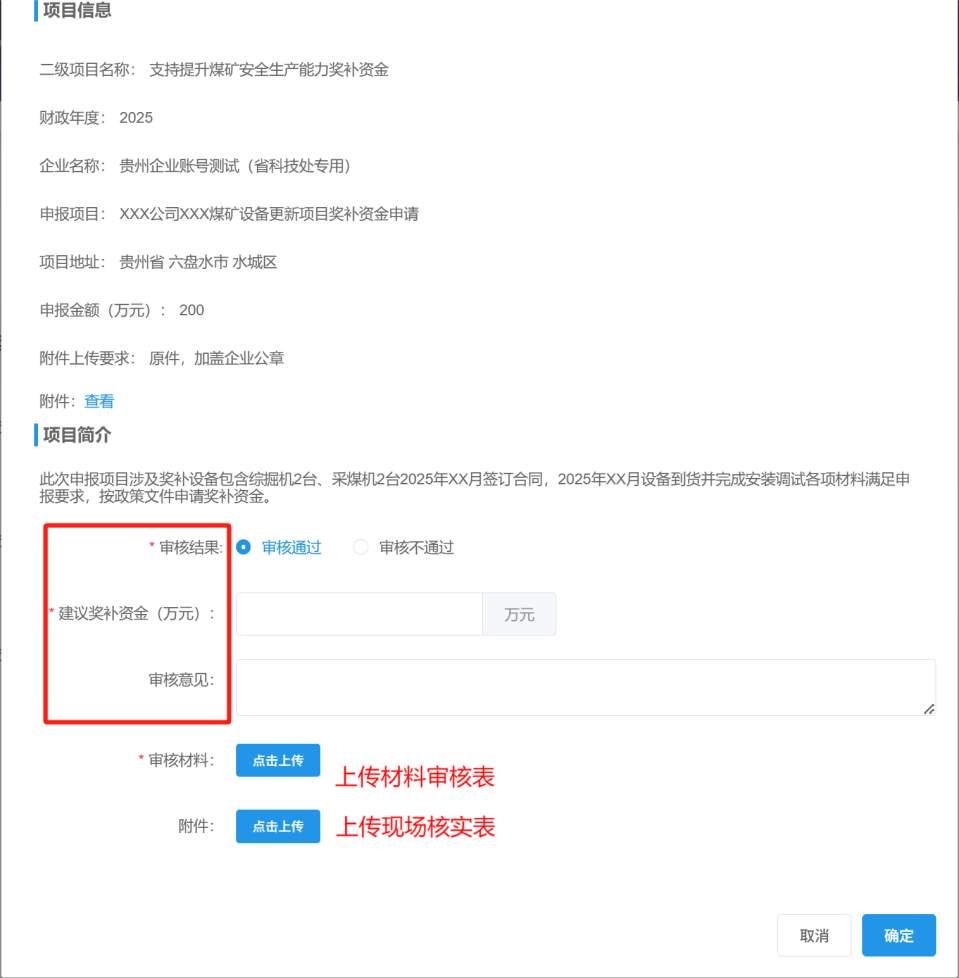 项目信息
二级项目名称： 支持提升煤矿安全生产能力奖补资金
财政年度： 2025
企业名称： 贵州企业账号测试（省科技处专用）
申报项目： XXX公司XXX煤矿设备更新项目奖补资金申请
项目地址： 贵州省 六盘水市 水城区
申报金额（万元）： 200
附件上传要求： 原件，加盖企业公章
附件：查看
项目简介
此次申报项目涉及奖补设备包含综掘机2台、采煤机2台2025年XX月签订合同，2025年XX月设备到货并完成安装调试各项材料满足申
报要求，按政策文件申请奖补资金。
* 审核结果: 审核通过 审核不通过
* 建议奖补资金（万元）： 万元
审核意见：
* 审核材料： 点击上传 上传材料审核表
附件： 点击上传 上传现场核实表
取消 确定